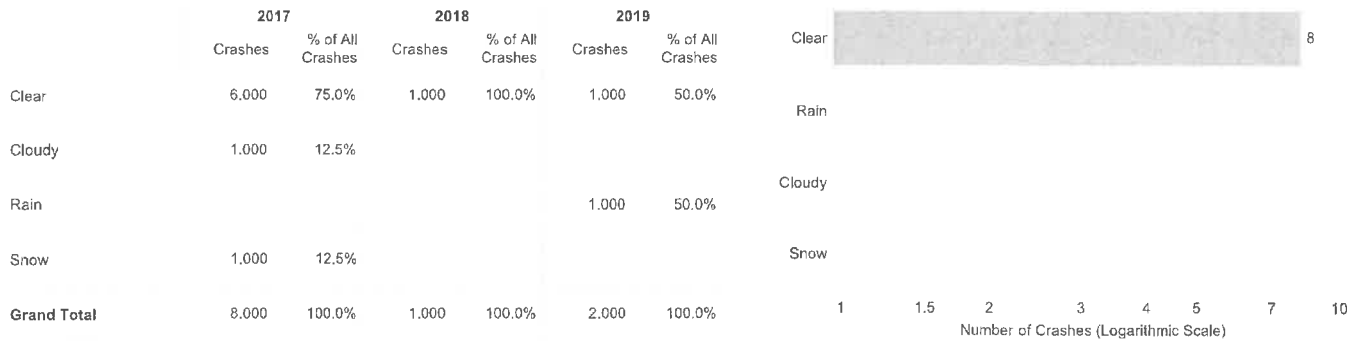 2017 2018 2019
Crashes % of All Crashes Crashes % of All Crashes Crashes % of All Crashes
Clear 6.000 75.0% 1.000 100.0% 1.000 50.0%
Cloudy 1.000 12.5%
Rain 1.000 50.0%
Snow 1.000 12.5%
Grand Total 8.000 100.0% 1.000 100.0% 2.000 100.0%
Clear 8
Rain
Cloudy
Snow
1 1.5 2 3 4 5 7 10
Number of Crashes (Logarithmic Scale)